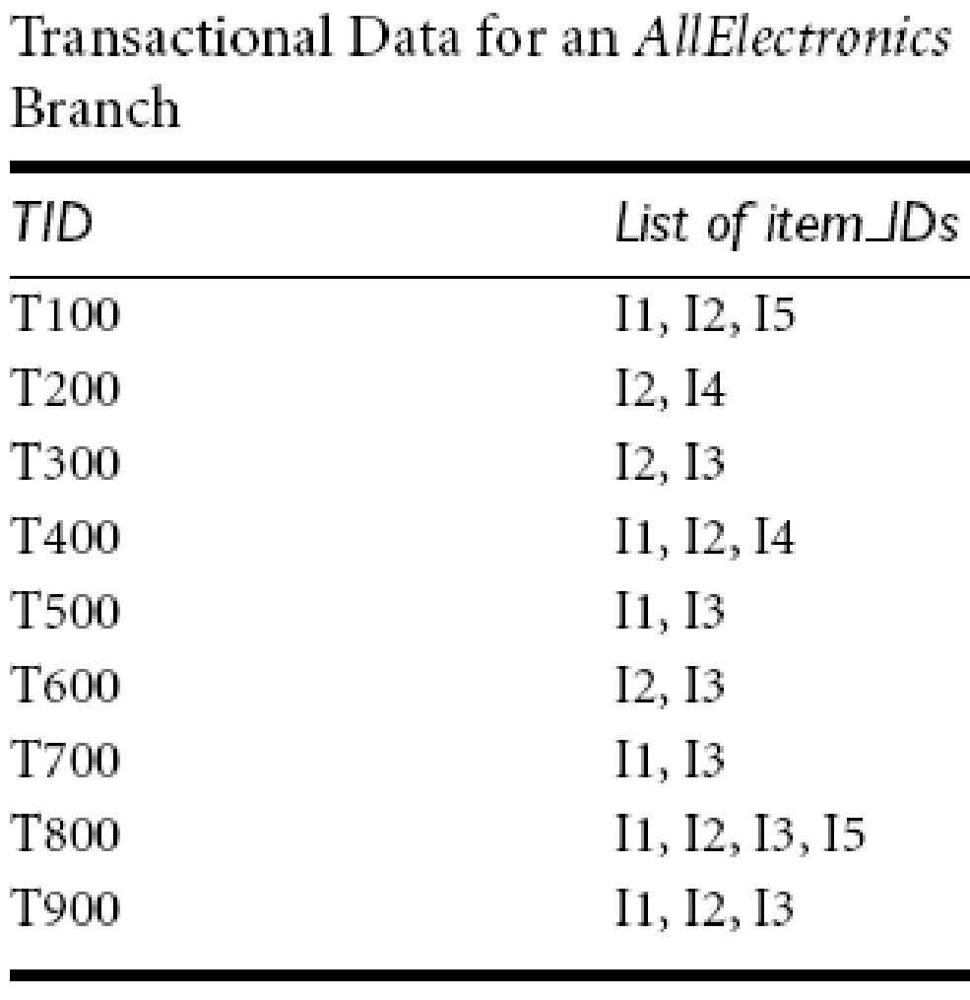 Transactional Data for an AllElectronics
Branch
TID List of item_IDs
T100 I1, I2, I5
T200 I2, I4
T300 I2, I3
T400 I1, I2, I4
T500 I1, I3
T600 I2, I3
T700 I1, I3
T800 I1, I2, I3, I5
T900 I1, I2, I3